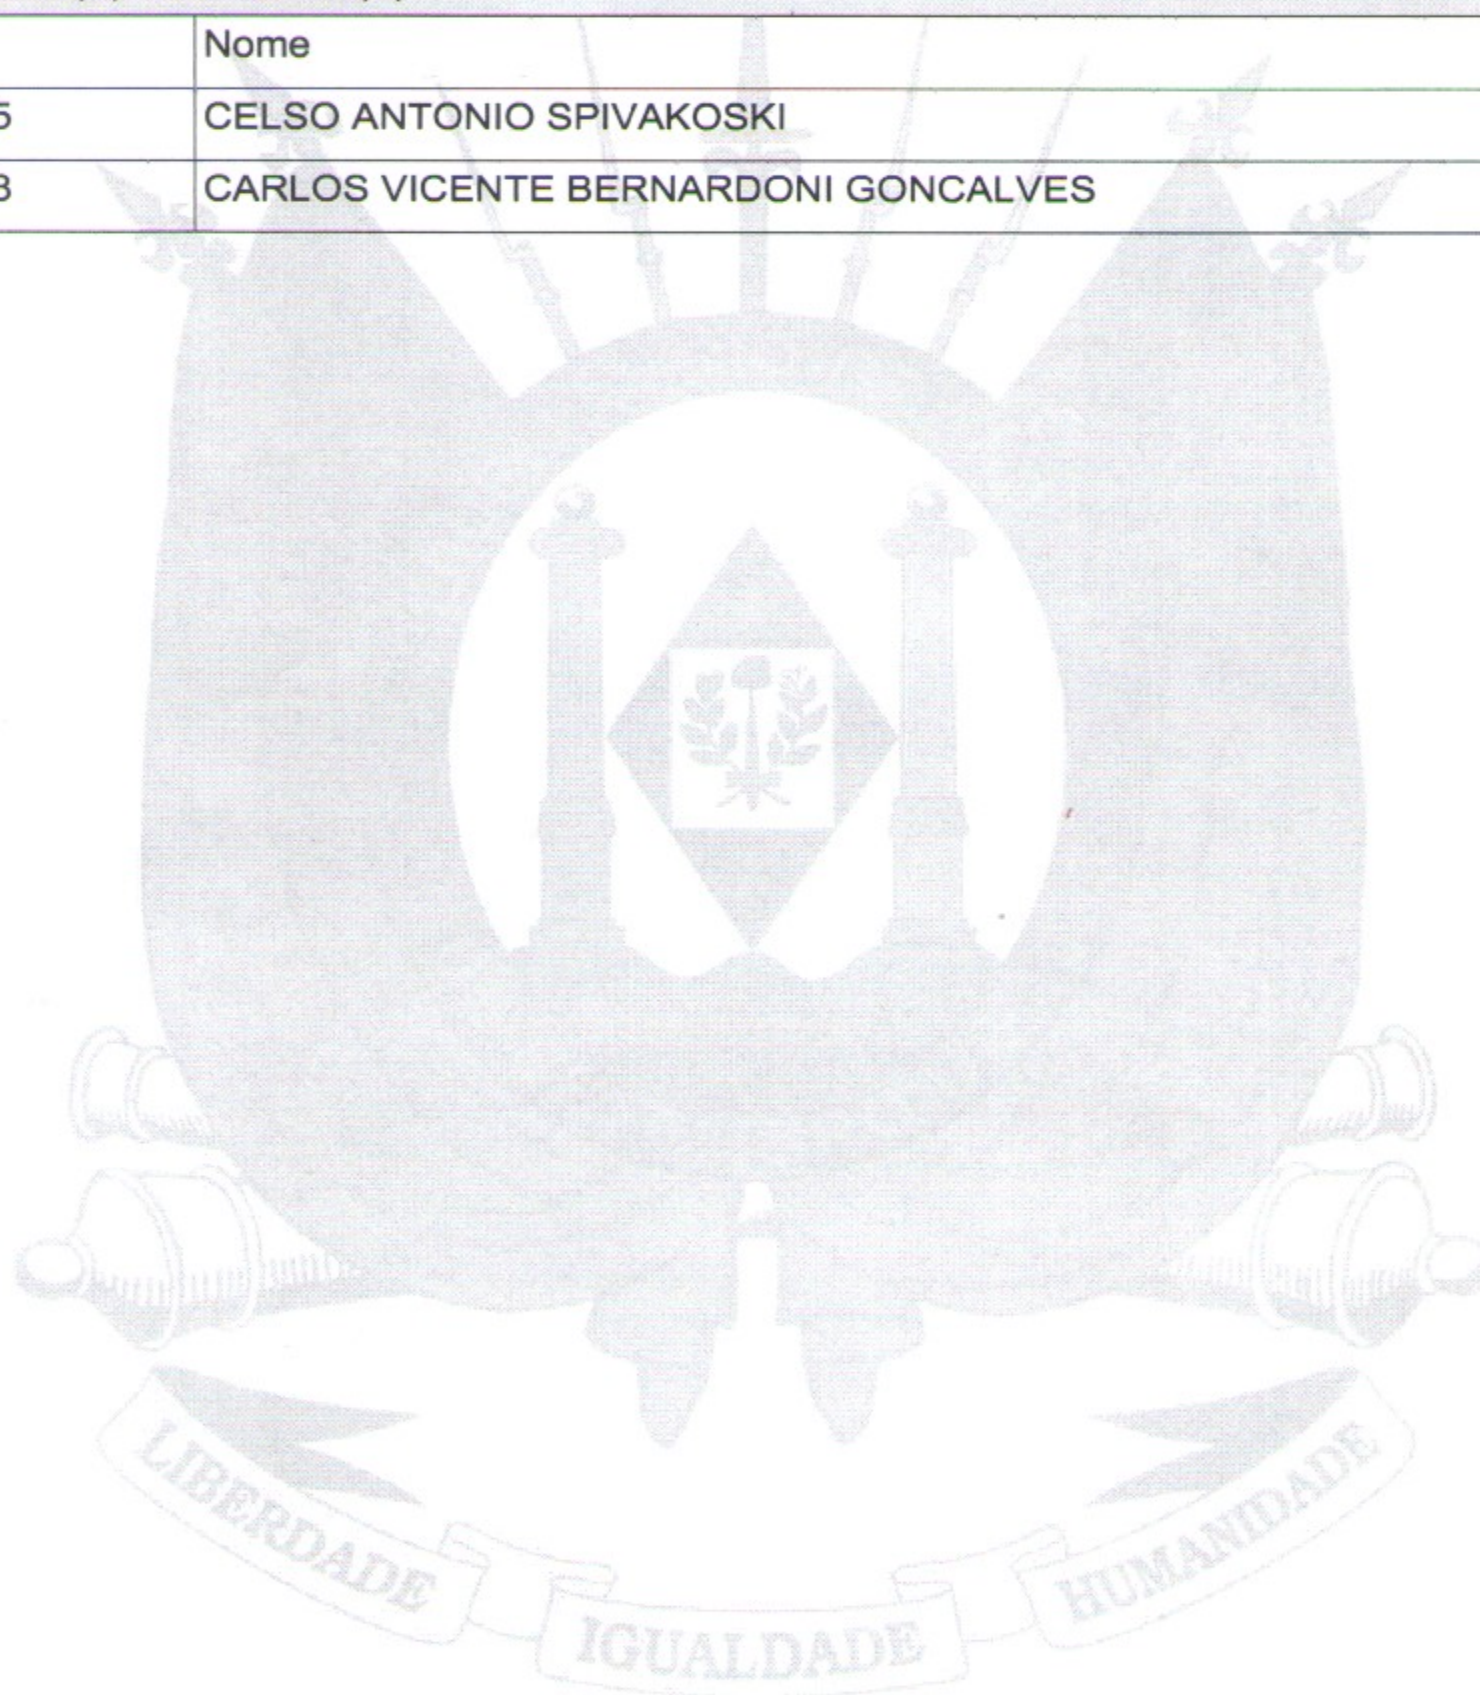 Nome
5 CELSO ANTONIO SPIVAKOSKI
3 CARLOS VICENTE BERNARDONI GONCALVES
LIBERDADE
IGUALDADE
HUMANIDADE